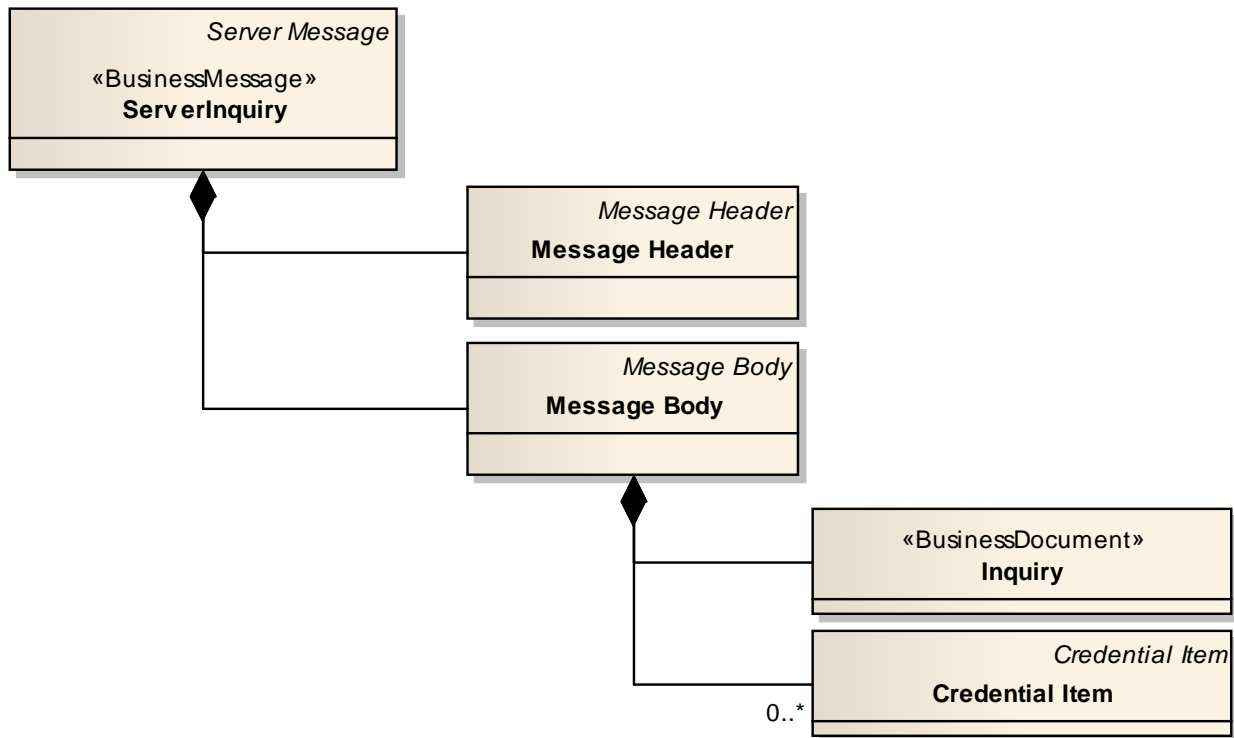 Server Message
«BusinessMessage»
ServerInquiry
Message Header
Message Header
Message Body
Message Body
«BusinessDocument»
Inquiry
Credential Item
Credential Item
0..*